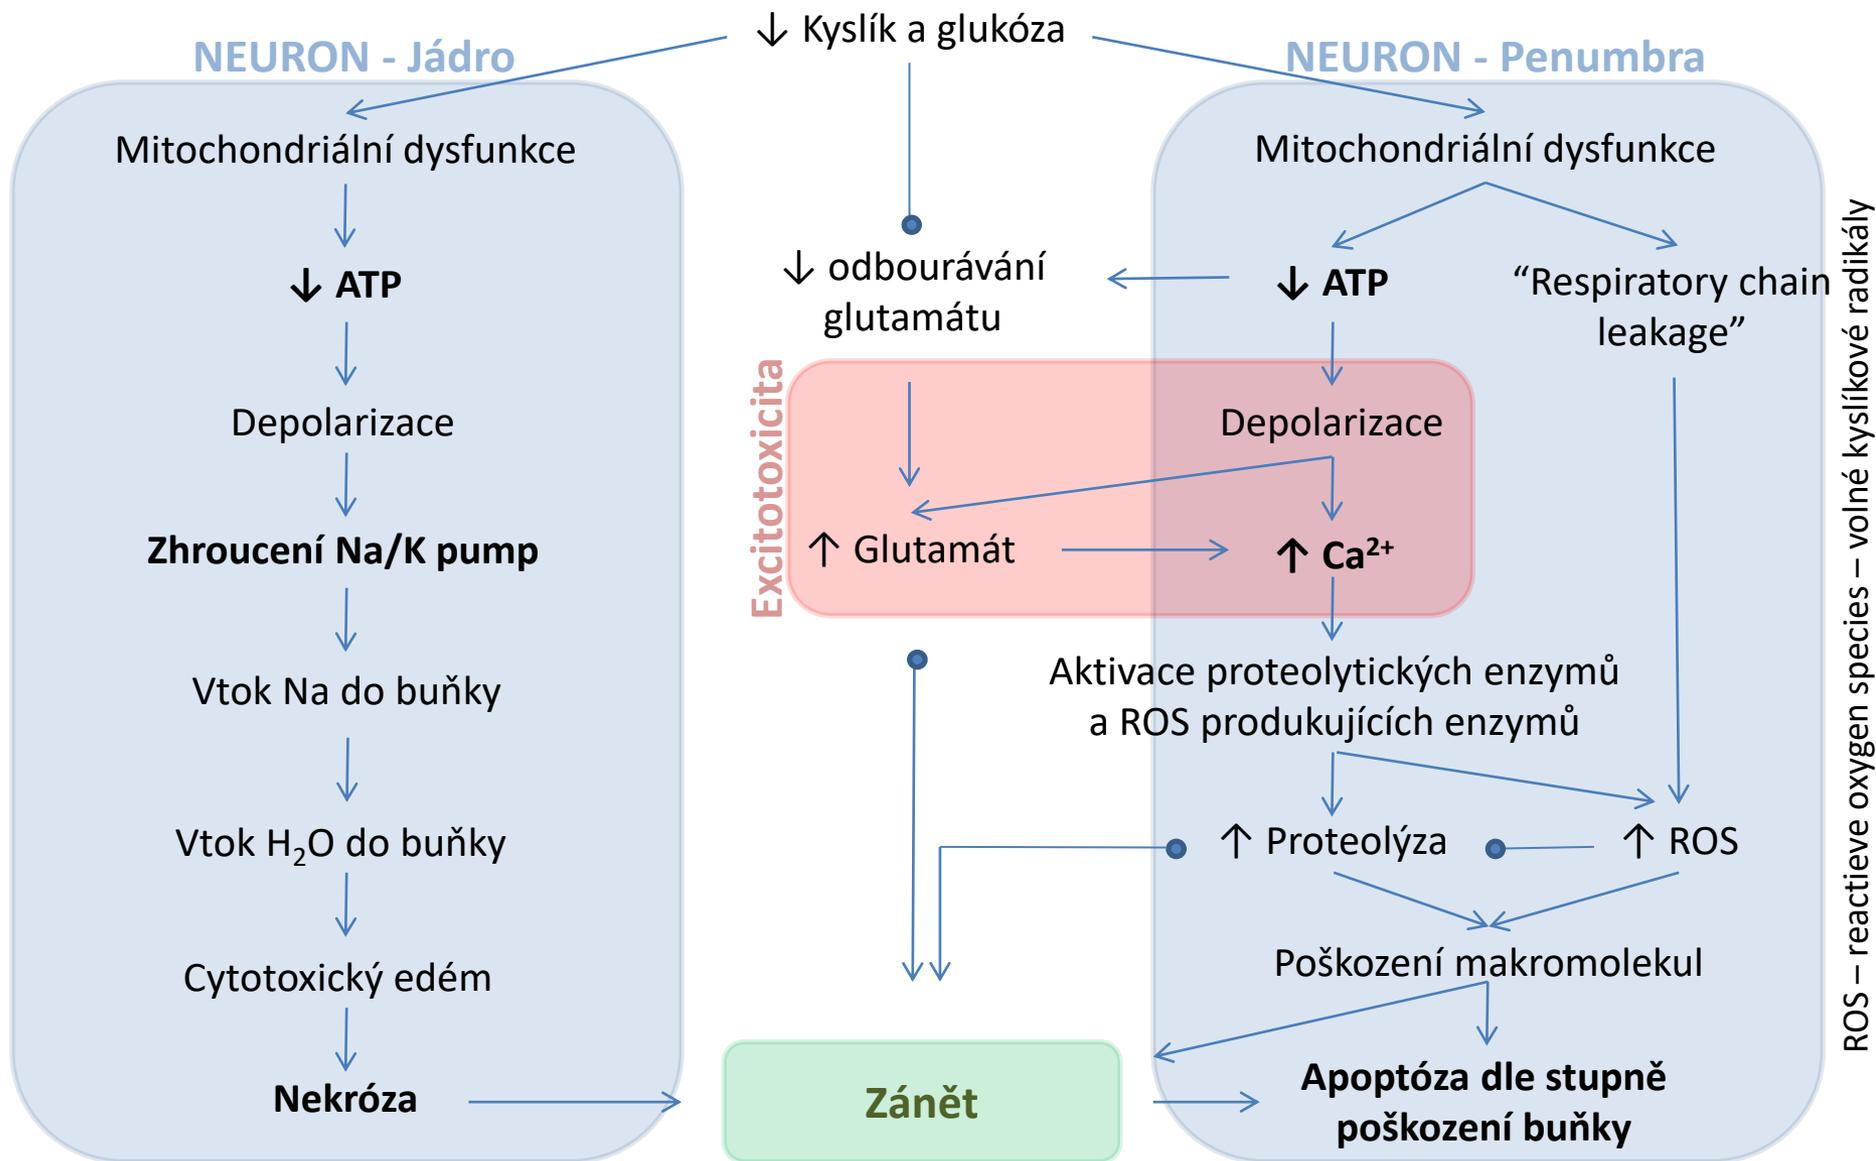 ↓ Kyslík a glukóza
NEURON - Jádro
Mitochondriální dysfunkce
↓ ATP
Depolarizace
Zhroucení Na/K pump
Vtok Na do buňky
Vtok H₂O do buňky
Cytotoxický edém
Nekróza
↓ odbourávání
glutamátu
Excitotoxicita
↑ Glutamát
Zánět
NEURON - Penumbra
Mitochondriální dysfunkce
↓ ATP
“Respiratory chain
leakage”
Depolarizace
↑ Ca²⁺
Aktivace proteolytických enzymů
a ROS produkujících enzymů
↑ Proteolýza
↑ ROS
Poškození makromolekul
Apoptóza dle stupně
poškození buňky
ROS – reactieve oxygen species – volné kyslíkové radikály